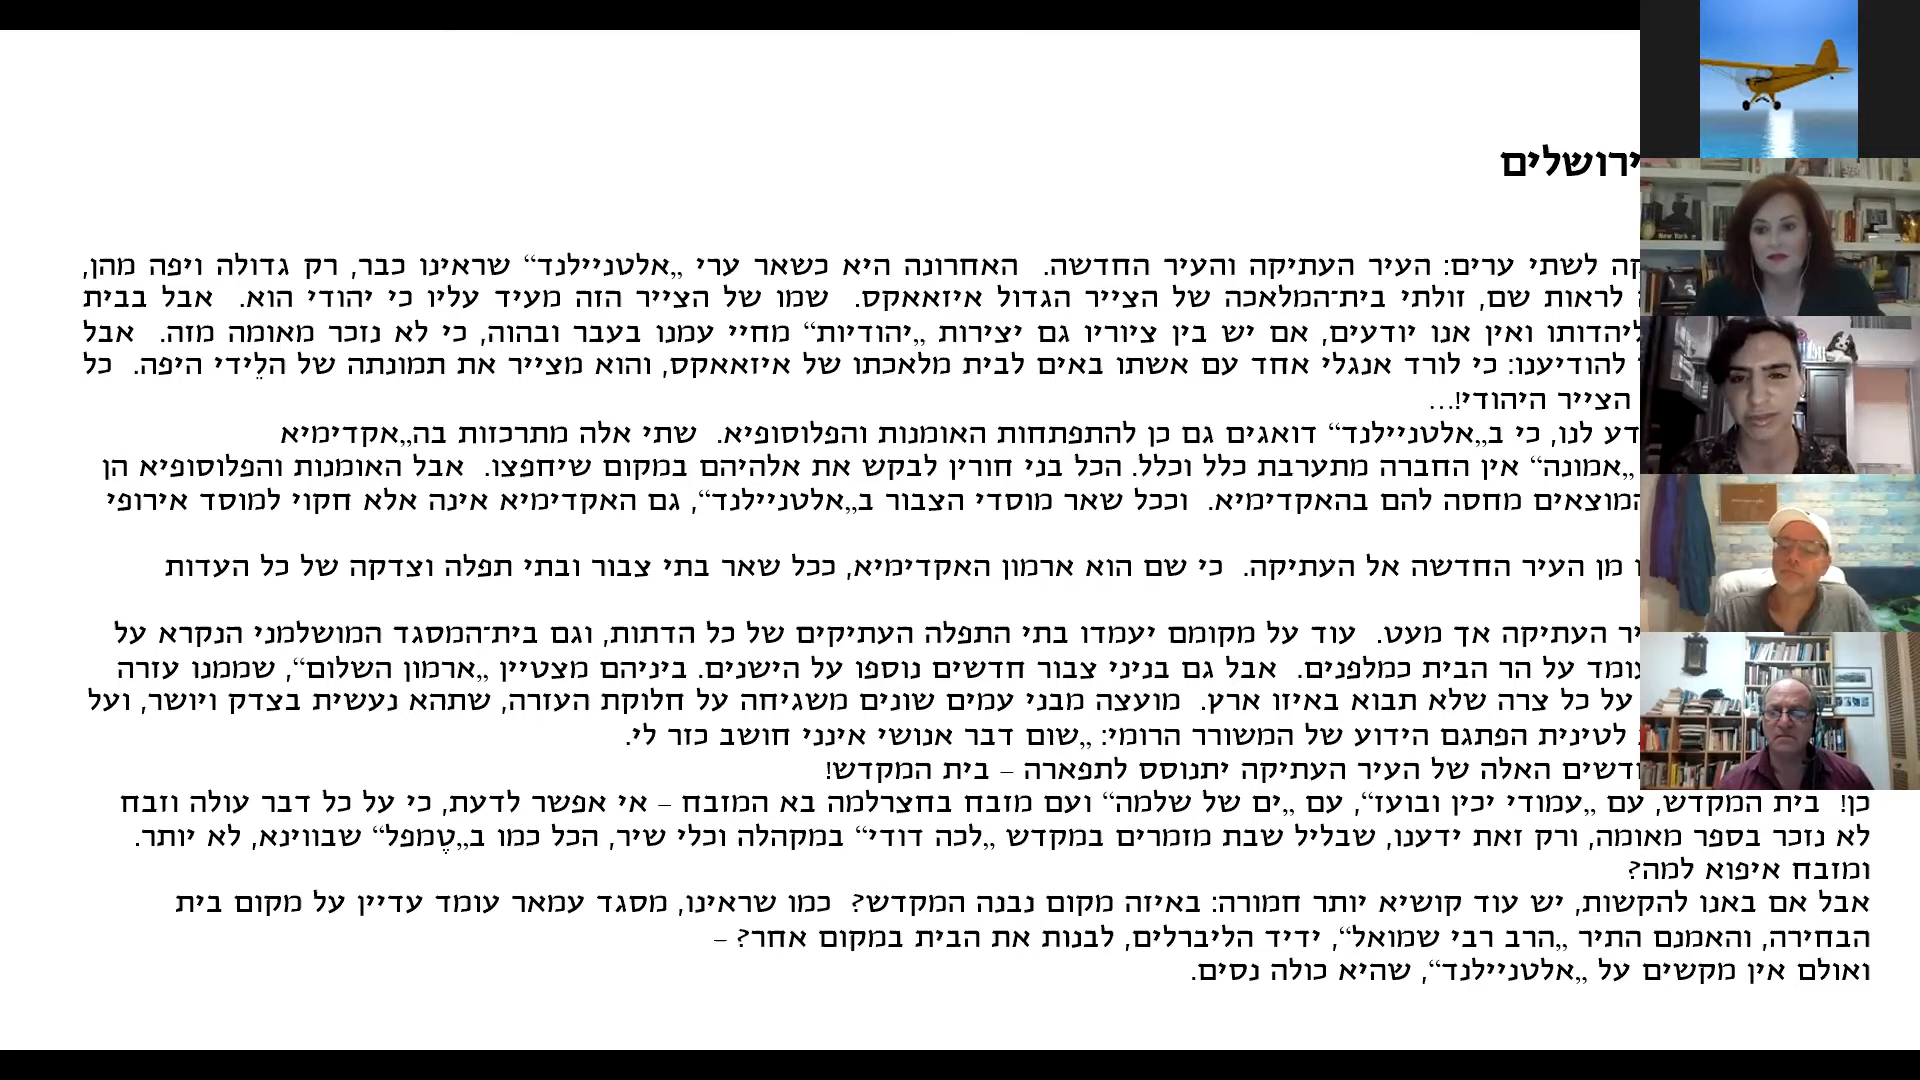 ירושלים
לשתי ערים: העיר העתיקה והעיר החדשה. האחרונה היא כשאר ערי „אלטניילנד“ שראינו כבר, רק גדולה ויפה מהן,
לראות שם, זולתי בית־המלאכה של הצייר הגדול איזאאקס. שמו של הצייר הזה מעיד עליו כי יהודי הוא. אבל בבית
ליהדותו ואין אנו יודעים, אם יש בין ציוריו גם יצירות „יהודיות“ מחיי עמנו בעבר ובהוה, כי לא נזכר מאומה מזה. אבל
להודיענו: כי לורד אנגלי אחד עם אשתו באים לבית מלאכתו של איזאאקס, והוא מצייר את תמונתה של הלֵידי היפה. כל
הצייר היהודי!...
לנו, כי ב„אלטניילנד“ דואגים גם כן להתפתחות האומנות והפלוסופיא. שתי אלה מתרכזות בה„אקדימיא
„אמונה“ אין החברה מתערבת כלל וכלל. הכל בני חורין לבקש את אלהיהם במקום שיחפצו. אבל האומנות והפלוסופיא הן
המוצאים מחסה להם בהאקדימיא. וככל שאר מוסדי הצבור ב„אלטניילנד“, גם האקדימיא אינה אלא חקוי למוסד אירופי
מן העיר החדשה אל העתיקה. כי שם הוא ארמון האקדימיא, ככל שאר בתי צבור ובתי תפלה וצדקה של כל העדות
העתיקה אך מעט. עוד על מקומם יעמדו בתי התפלה העתיקים של כל הדתות, וגם בית־המסגד המושלמני הנקרא על
עומד על הר הבית כמלפנים. אבל גם בניני צבור חדשים נוספו על הישנים. ביניהם מצטיין „ארמון השלום“, שממנו עזרה
על כל צרה שלא תבוא באיזו ארץ. מועצה מבני עמים שונים משגיחה על חלוקת העזרה, שתהא נעשית בצדק ויושר, ועל
לטינית הפתגם הידוע של המשורר הרומי: „שום דבר אנושי אינני חושב כזר לי.
האלה של העיר העתיקה יתנוסס לתפארה – בית המקדש!
כן! בית המקדש, עם „עמודי יכין ובועז“, עם „ים של שלמה“ ועם מזבח בחצרלמה בא המזבח – אי אפשר לדעת, כי על כל דבר עולה וזבח
לא נזכר בספר מאומה, ורק זאת ידענו, שבליל שבת מזמרים במקדש „לכה דודי“ במקהלה וכלי שיר, הכל כמו ב„טֶמפל“ שבווינא, לא יותר.
ומזבח איפוא למה?
אבל אם באנו להקשות, יש עוד קושיא יותר חמורה: באיזה מקום נבנה המקדש? כמו שראינו, מסגד עמאר עומד עדיין על מקום בית
הבחירה, והאמנם התיר „הרב רבי שמואל“, ידיד הליברלים, לבנות את הבית במקום אחר? –
ואולם אין מקשים על „אלטניילנד“, שהיא כולה נסים.